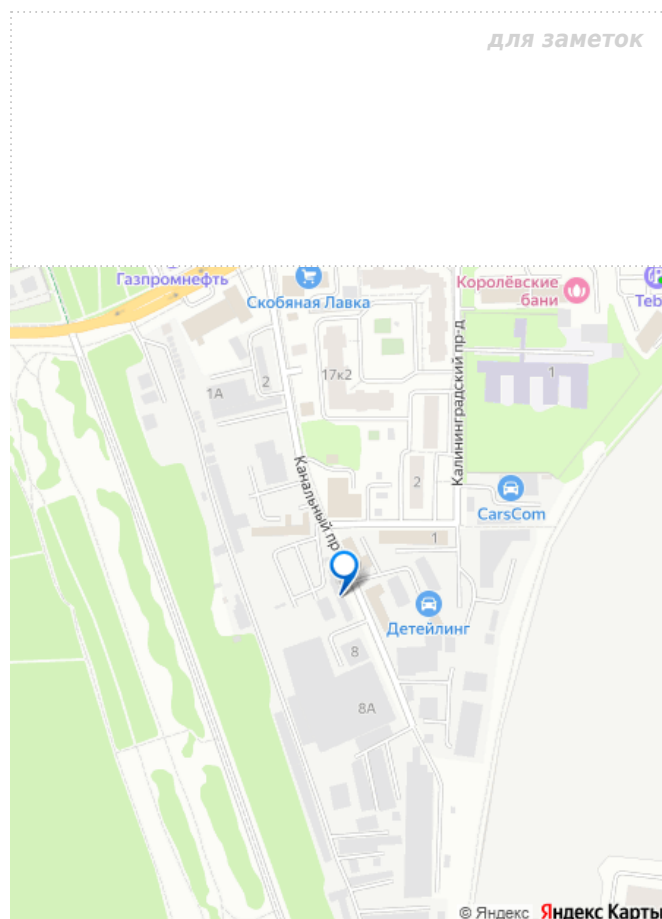 для заметок
Газпромнефть
Скобяная Лавка
Королёвские
бани
Teb
1А
2
17к2
1
Калининградский пр-д
Канальный пр
2
CarsCom
1
Детейлинг
8
8А
© Яндекс Яндекс Карты